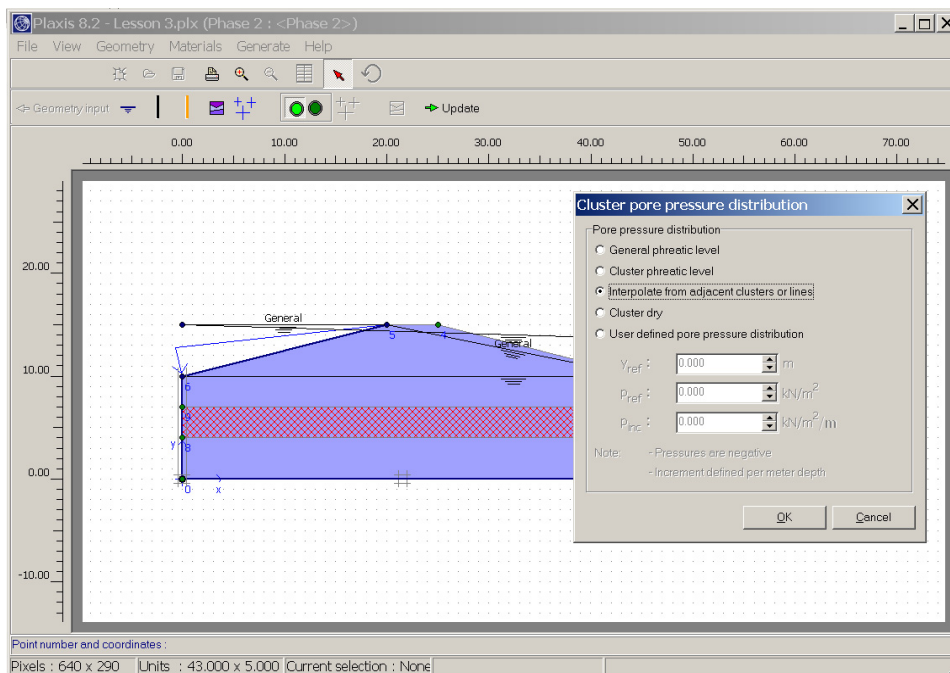 Plaxis 8.2 - Lesson 3.plx (Phase 2 : <Phase 2>)
File View Geometry Materials Generate Help
Geometry input Update
0.00 10.00 20.00 30.00 40.00 50.00 60.00 70.00
20.00
10.00
0.00
-10.00
General
General
5 4
6
9
8
y
0 x
Cluster pore pressure distribution
Pore pressure distribution
General phreatic level
Cluster phreatic level
Interpolate from adjacent clusters or lines
Cluster dry
User defined pore pressure distribution
y ref : 0.000 m
p ref : 0.000 kN/m²
p inc : 0.000 kN/m²/m
Note: - Pressures are negative
- Increment defined per meter depth
OK Cancel
Point number and coordinates :
Pixels : 640 x 290 Units : 43.000 x 5.000 Current selection : None